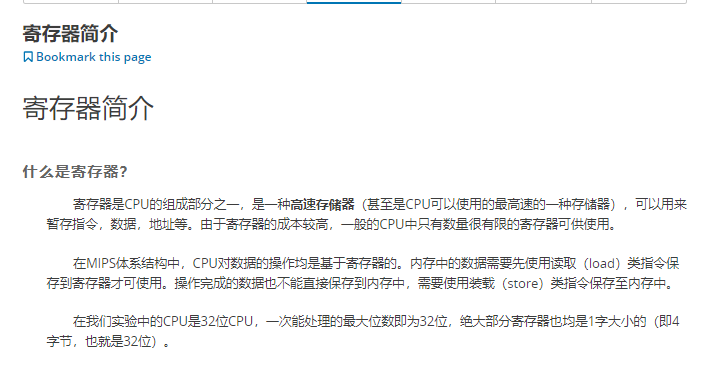 寄存器简介
Bookmark this page
寄存器简介
什么是寄存器?
寄存器是CPU的组成部分之一，是一种高速存储器（甚至是CPU可以使用的最高速的一种存储器），可以用来
暂存指令，数据，地址等。由于寄存器的成本较高，一般的CPU中只有数量很有限的寄存器可供使用。
在MIPS体系结构中，CPU对数据的操作均是基于寄存器的。内存中的数据需要先使用读取（load）类指令保
存到寄存器才可使用。操作完成的数据也不能直接保存到内存中，需要使用装载（store）类指令保存至内存中。
在我们实验中的CPU是32位CPU，一次能处理的最大位数即为32位，绝大部分寄存器也均是1字大小的（即4
字节，也就是32位）。